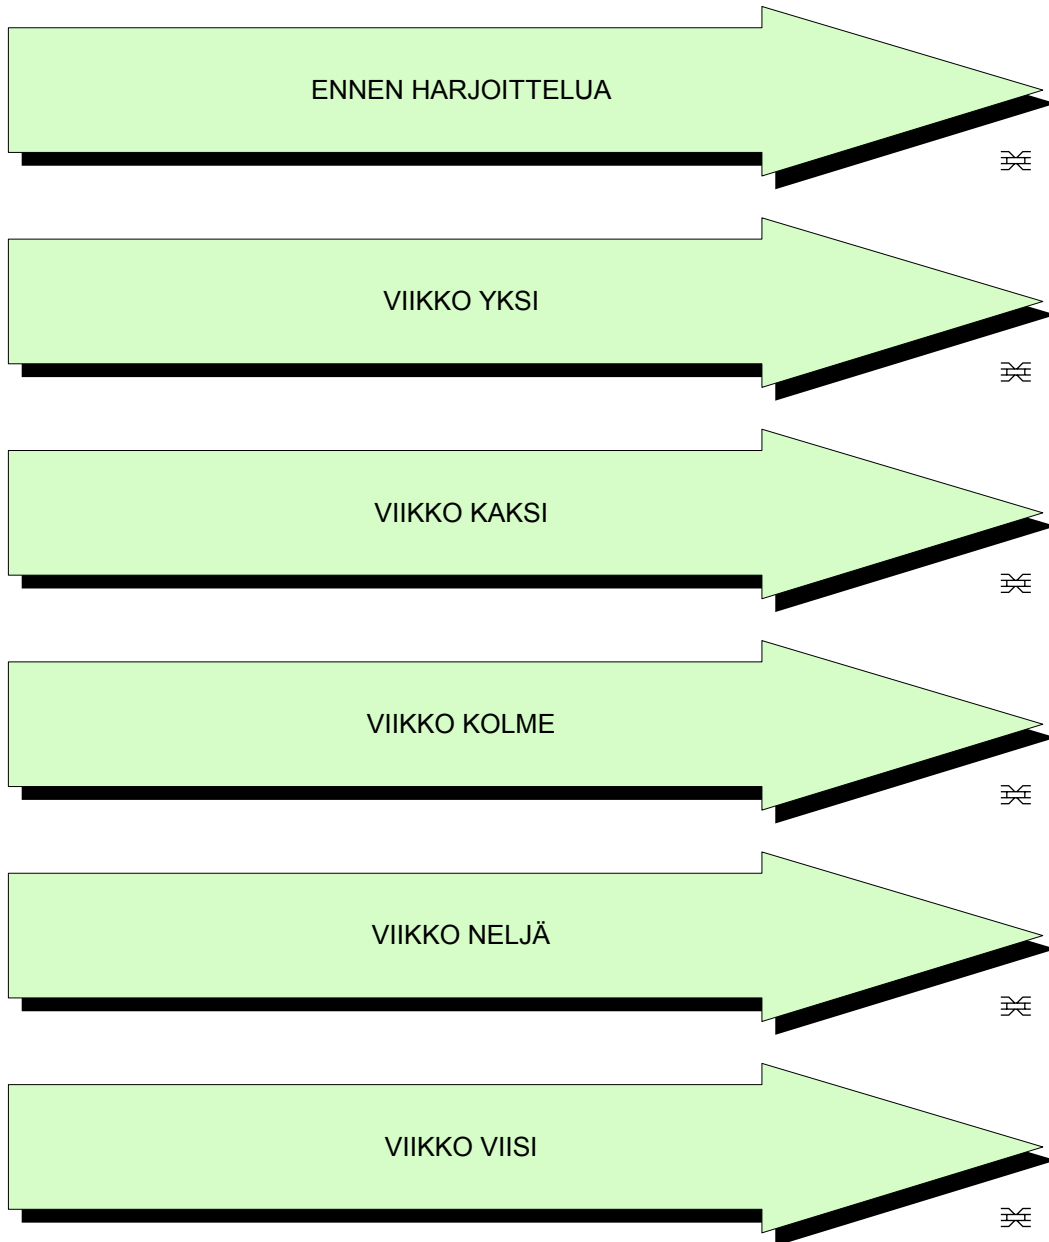 ENNEN HARJOITTELUA
VIIKKO YKSI
VIIKKO KAKSI
VIIKKO KOLME
VIIKKO NELJÄ
VIIKKO VIISI